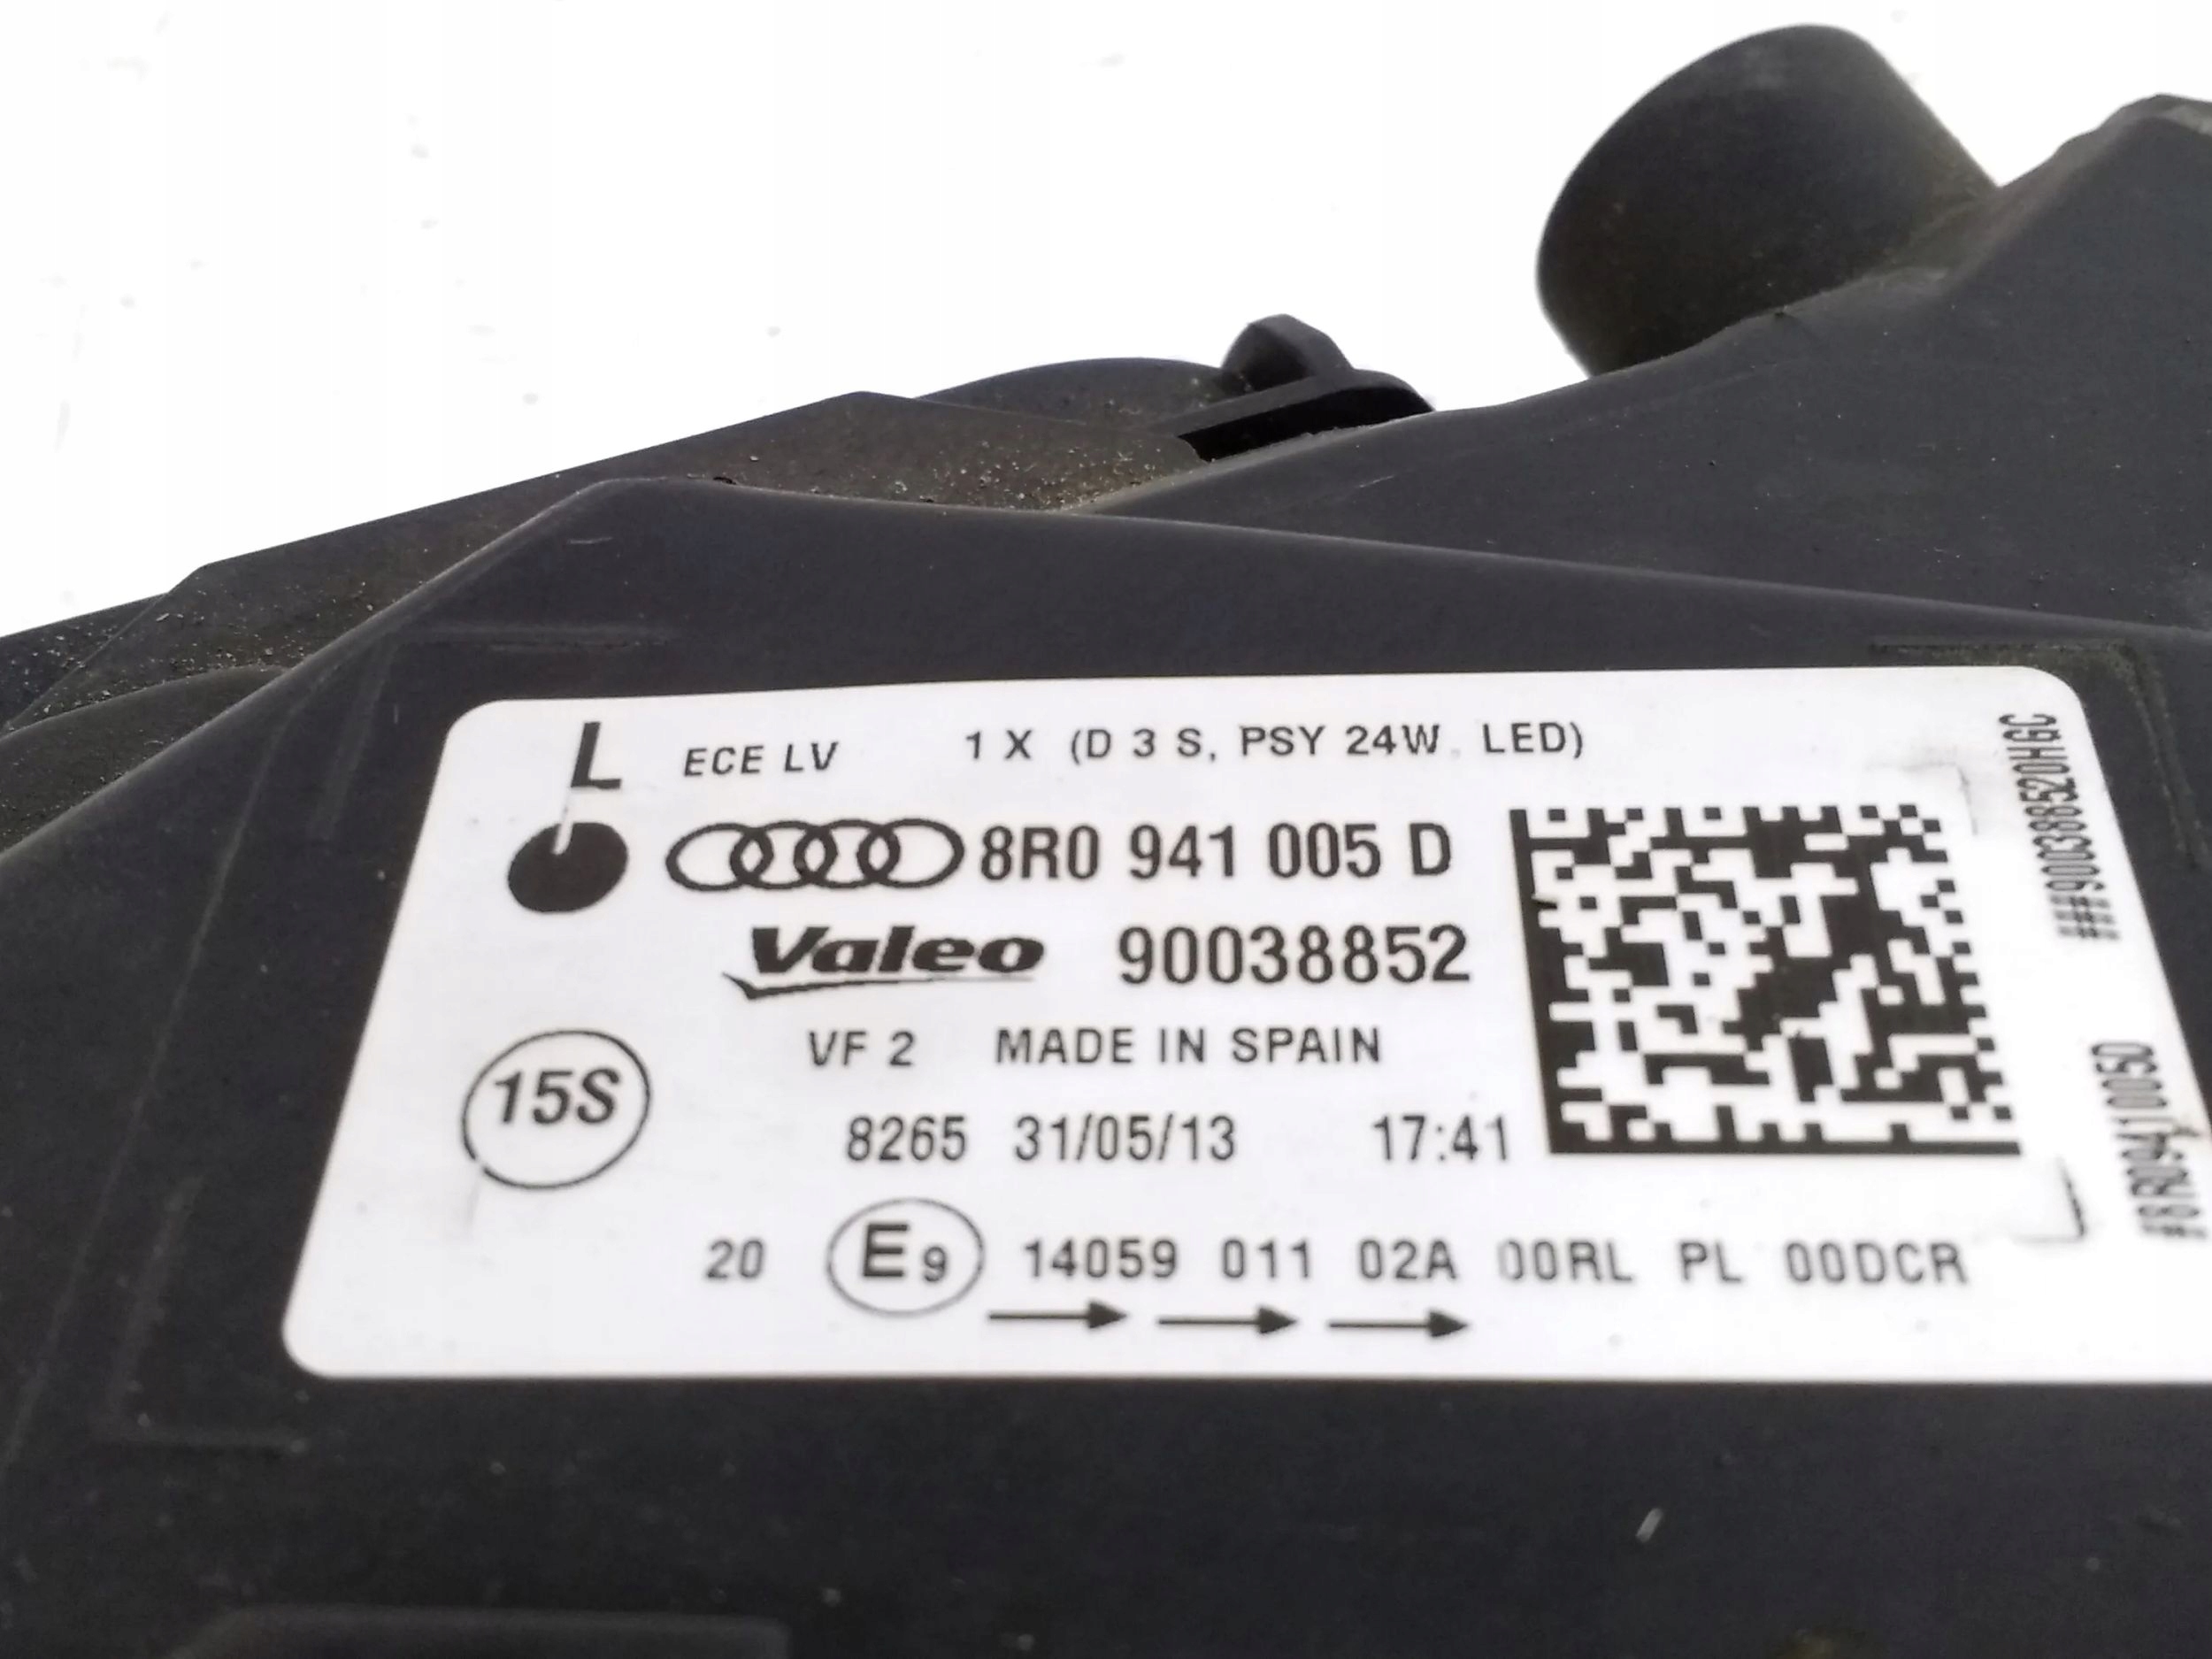 L ECE LV 1 X (D 3 S, PSY 24W LED)
8R0 941 005 D
Valeo 90038852
VF 2 MADE IN SPAIN
15S
8265 31/05/13 17:41
20 E9 14059 011 02A 00RL PL 00DCR
##90038852OHGC